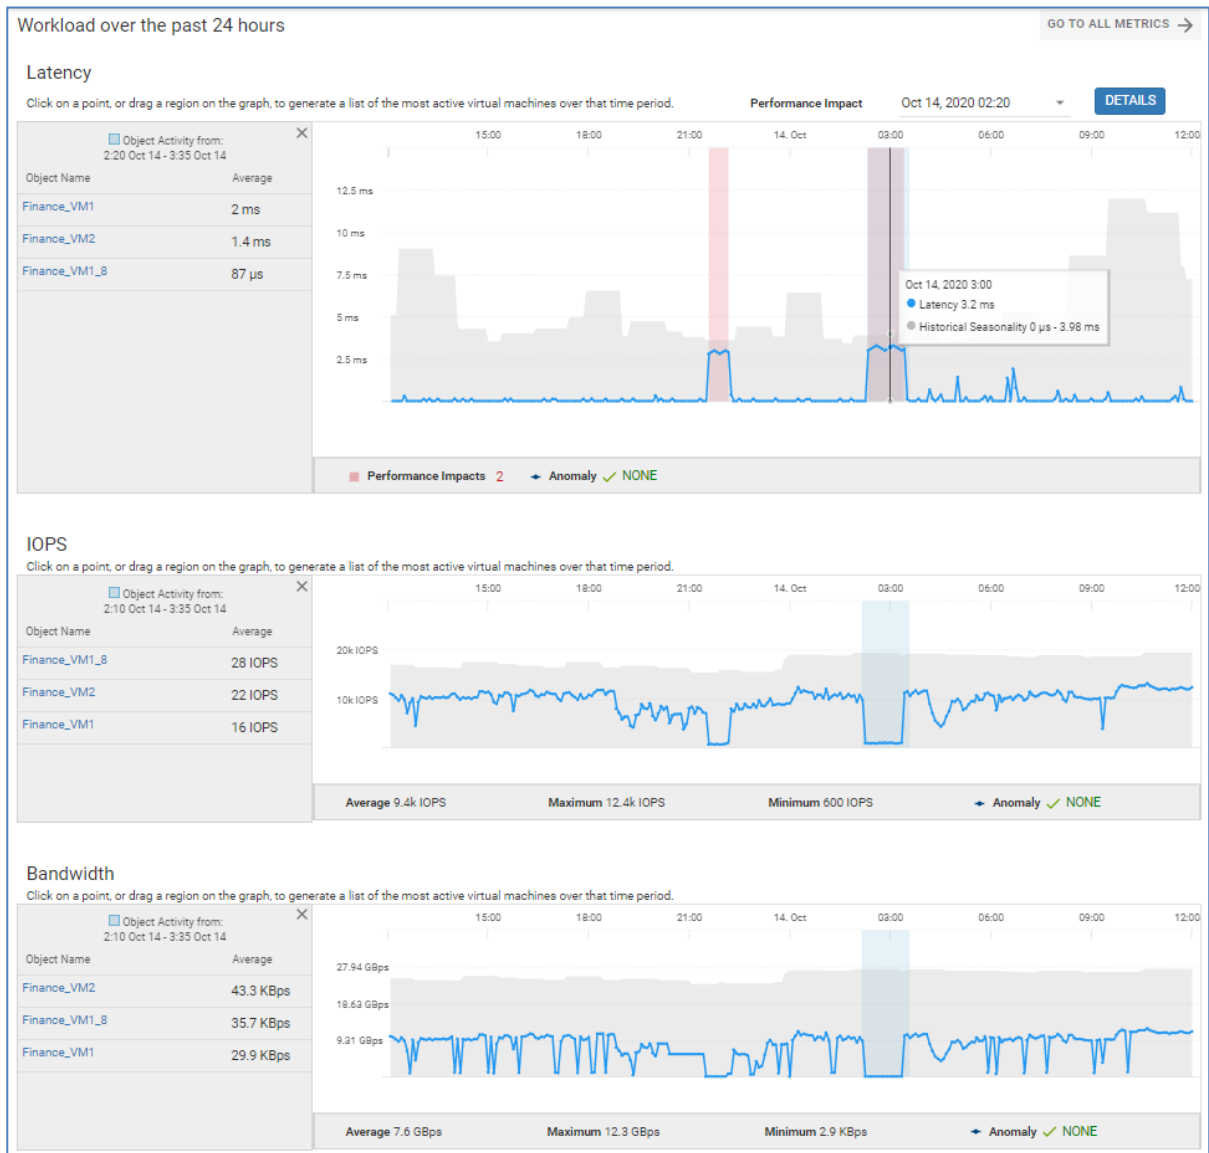 Workload over the past 24 hours
GO TO ALL METRICS
Latency
Click on a point, or drag a region on the graph, to generate a list of the most active virtual machines over that time period.
Performance Impact
Oct 14, 2020 02:20
DETAILS
Object Activity from:
2:20 Oct 14 - 3:35 Oct 14
Object Name Average
Finance_VM1 2 ms
Finance_VM2 1.4 ms
Finance_VM1_8 87 µs
15:00 18:00 21:00 14. Oct 03:00 06:00 09:00 12:00
12.5 ms
10 ms
7.5 ms
5 ms
2.5 ms
Oct 14, 2020 3:00
Latency 3.2 ms
Historical Seasonality 0 µs - 3.98 ms
Performance Impacts 2 Anomaly NONE
IOPS
Click on a point, or drag a region on the graph, to generate a list of the most active virtual machines over that time period.
Object Activity from:
2:10 Oct 14 - 3:35 Oct 14
Object Name Average
Finance_VM1_8 28 IOPS
Finance_VM2 22 IOPS
Finance_VM1 16 IOPS
15:00 18:00 21:00 14. Oct 03:00 06:00 09:00 12:00
20k IOPS
10k IOPS
Average 9.4k IOPS Maximum 12.4k IOPS Minimum 600 IOPS Anomaly NONE
Bandwidth
Click on a point, or drag a region on the graph, to generate a list of the most active virtual machines over that time period.
Object Activity from:
2:10 Oct 14 - 3:35 Oct 14
Object Name Average
Finance_VM2 43.3 KBps
Finance_VM1_8 35.7 KBps
Finance_VM1 29.9 KBps
15:00 18:00 21:00 14. Oct 03:00 06:00 09:00 12:00
27.94 GBps
18.63 GBps
9.31 GBps
Average 7.6 GBps Maximum 12.3 GBps Minimum 2.9 KBps Anomaly NONE